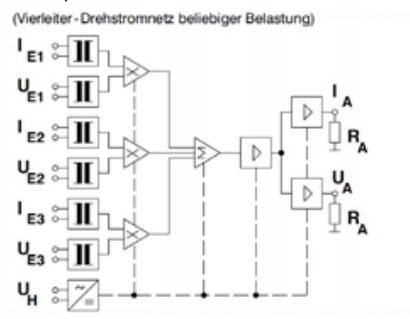 (Vierleiter-Drehstromnetz beliebiger Belastung)
I E1
U E1
I E2
U E2
I E3
U E3
U H
Σ
I A
R A
U A
R A